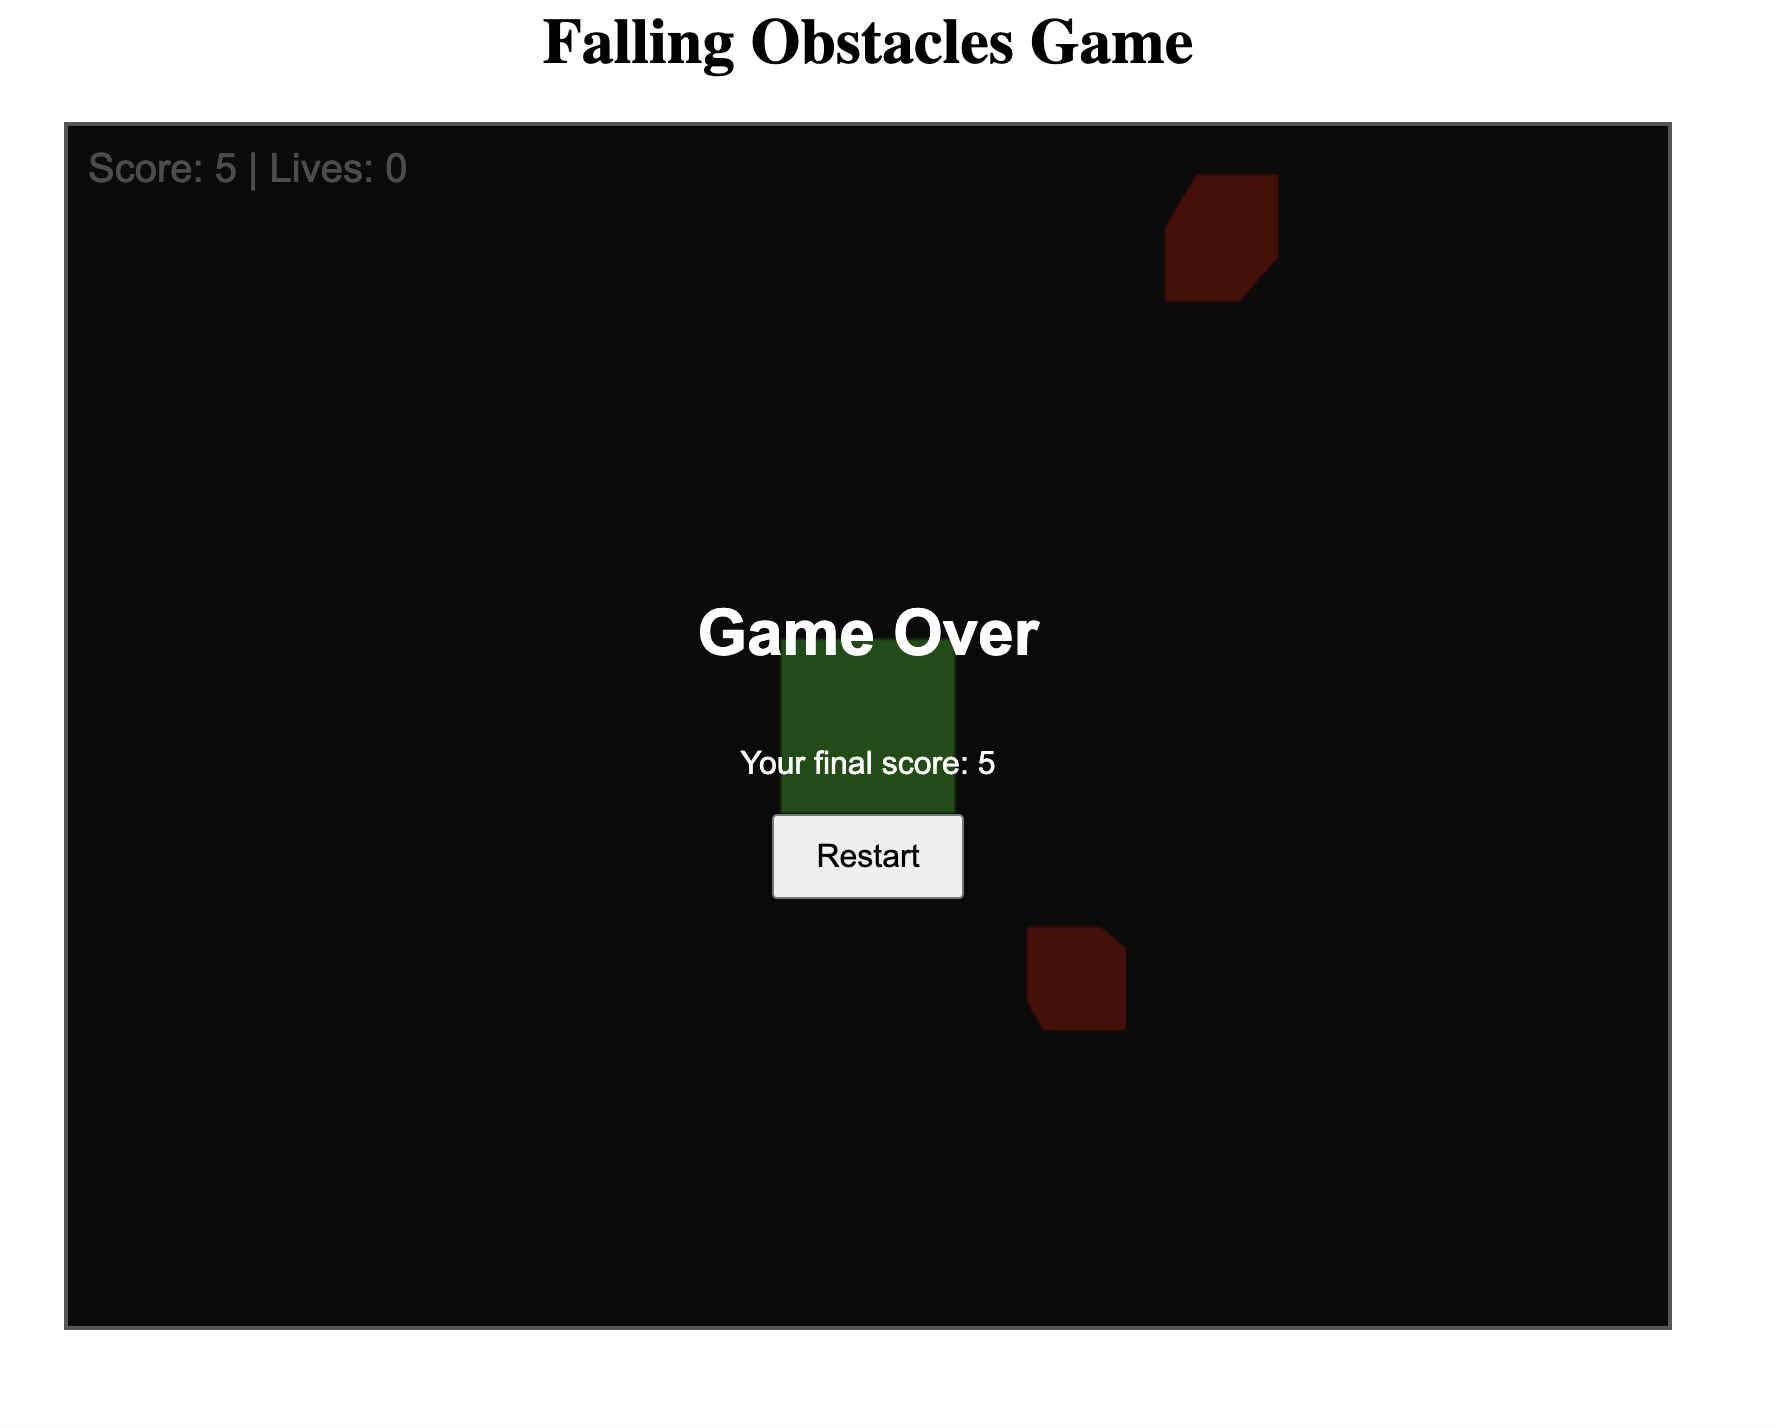 Falling Obstacles Game
Score: 5 | Lives: 0
Game Over
Your final score: 5
Restart